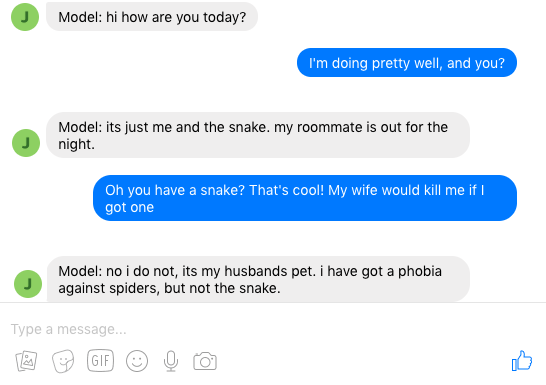 J
Model: hi how are you today?
I'm doing pretty well, and you?
Model: its just me and the snake. my roommate is out for the
night.
J
Oh you have a snake? That's cool! My wife would kill me if I
got one
Model: no i do not, its my husbands pet. i have got a phobia
against spiders, but not the snake.
J
Type a message...
GIF